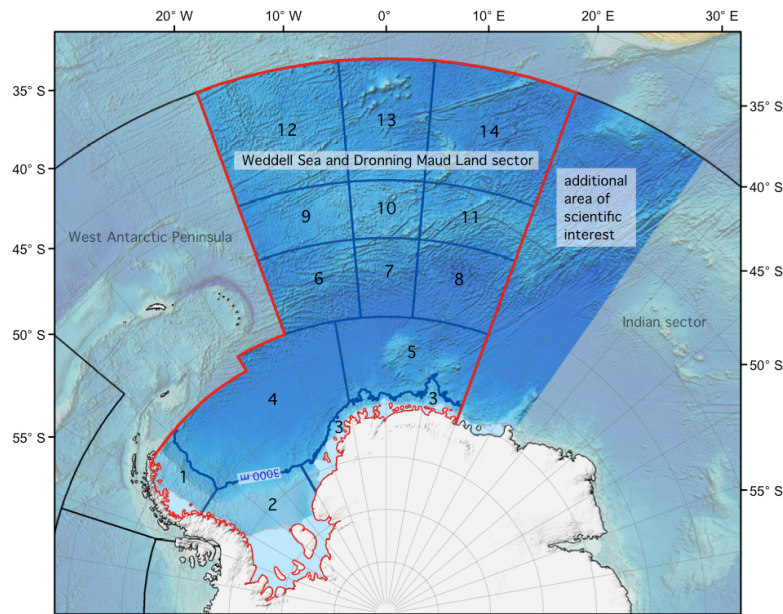 20° W 10° W 0° 10° E 20° E 30° E
35° S 35° S
12 13 14
Weddell Sea and Dronning Maud Land sector
40° S 40° S
additional
area of
scientific
interest
9 10 11
West Antarctic Peninsula
45° S 45° S
6 7 8
Indian sector
50° S 50° S
5
4
3 3
55° S 55° S
1
3000 m
2